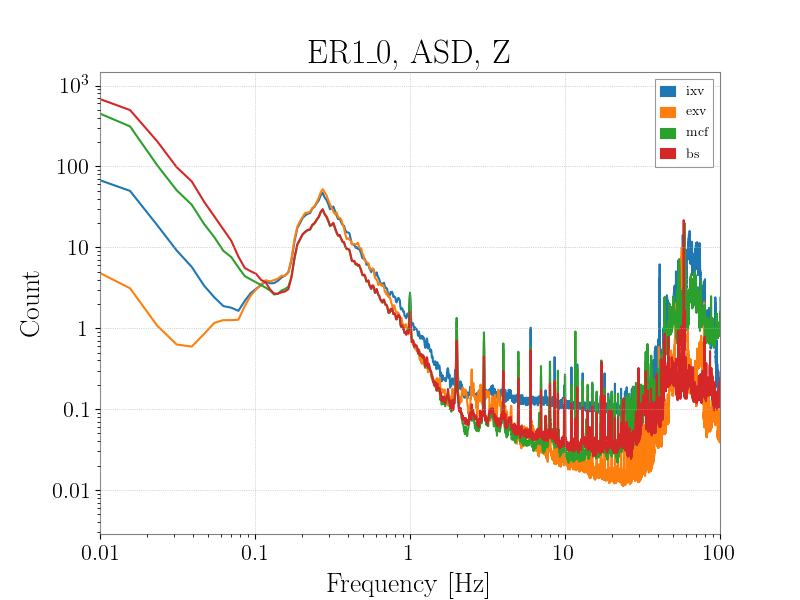 ER1_0, ASD, Z
ixv
exv
mcf
bs
10³
100
10
1
0.1
0.01
Count
0.01 0.1 1 10 100
Frequency [Hz]